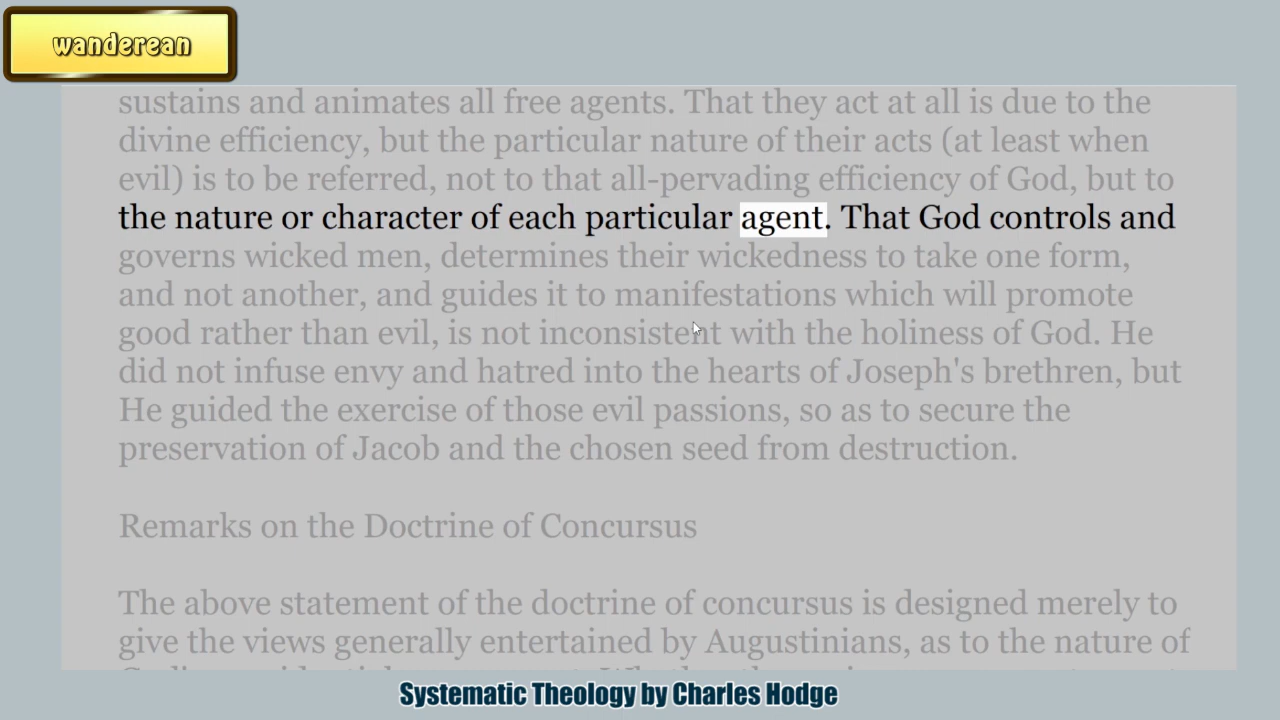 wanderean
sustains and animates all free agents. That they act at all is due to the
divine efficiency, but the particular nature of their acts (at least when
evil) is to be referred, not to that all-pervading efficiency of God, but to
the nature or character of each particular agent. That God controls and
governs wicked men, determines their wickedness to take one form,
and not another, and guides it to manifestations which will promote
good rather than evil, is not inconsistent with the holiness of God. He
did not infuse envy and hatred into the hearts of Joseph's brethren, but
He guided the exercise of those evil passions, so as to secure the
preservation of Jacob and the chosen seed from destruction.
Remarks on the Doctrine of Concursus
The above statement of the doctrine of concursus is designed merely to
give the views generally entertained by Augustinians, as to the nature of
Systematic Theology by Charles Hodge